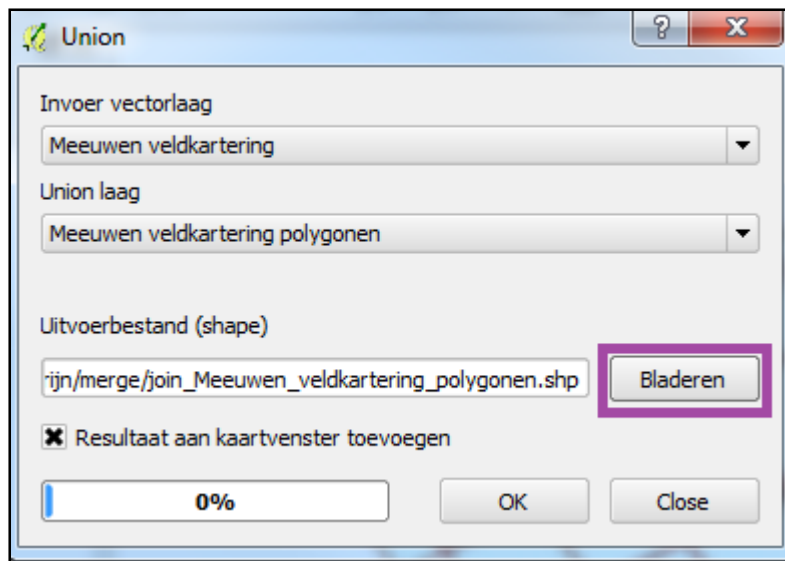 Union
Invoer vectorlaag
Meeuwen veldkartering
Union laag
Meeuwen veldkartering polygonen
Uitvoerbestand (shape)
rijn/merge/join_Meeuwen_veldkartering_polygonen.shp Bladeren
Resultaat aan kaartvenster toevoegen
0% OK Close